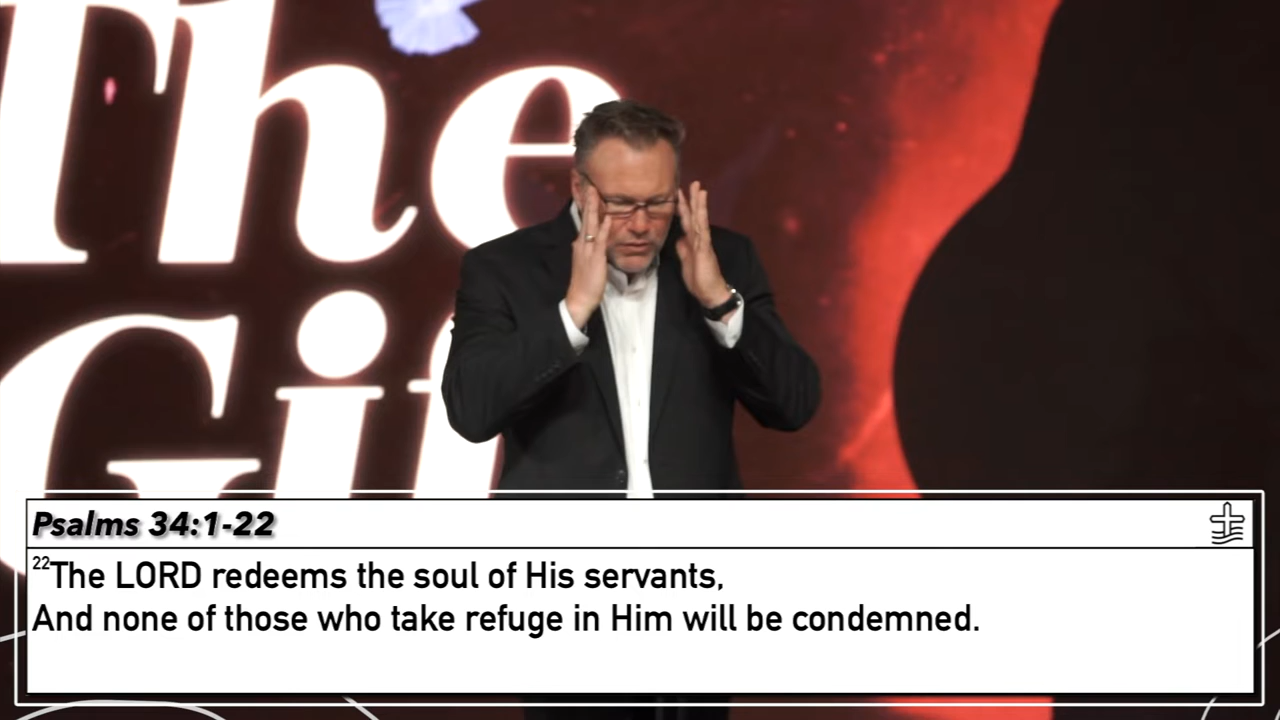 The
Gif
Psalms 34:1-22
22The LORD redeems the soul of His servants,
And none of those who take refuge in Him will be condemned.